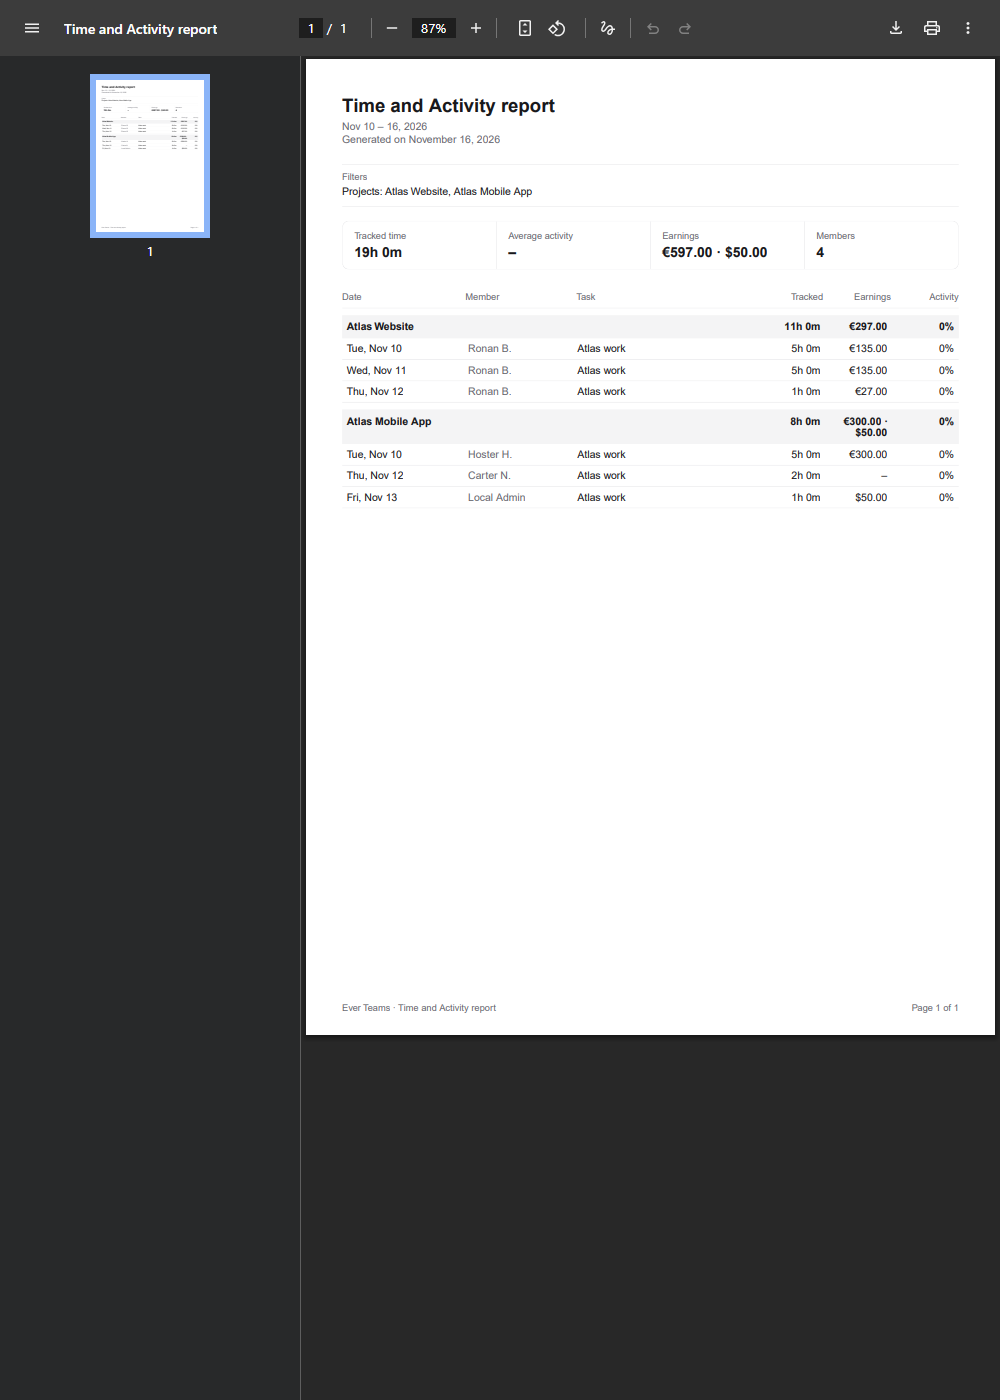 Time and Activity report
1 / 1
87%
1
Time and Activity report
Nov 10 – 16, 2026
Generated on November 16, 2026
Filters
Projects: Atlas Website, Atlas Mobile App
Tracked time Average activity Earnings Members
19h 0m – €597.00 · $50.00 4
Date Member Task Tracked Earnings Activity
Atlas Website 11h 0m €297.00 0%
Tue, Nov 10 Ronan B. Atlas work 5h 0m €135.00 0%
Wed, Nov 11 Ronan B. Atlas work 5h 0m €135.00 0%
Thu, Nov 12 Ronan B. Atlas work 1h 0m €27.00 0%
Atlas Mobile App 8h 0m €300.00 · 0%
$50.00
Tue, Nov 10 Hoster H. Atlas work 5h 0m €300.00 0%
Thu, Nov 12 Carter N. Atlas work 2h 0m – 0%
Fri, Nov 13 Local Admin Atlas work 1h 0m $50.00 0%
Ever Teams · Time and Activity report Page 1 of 1